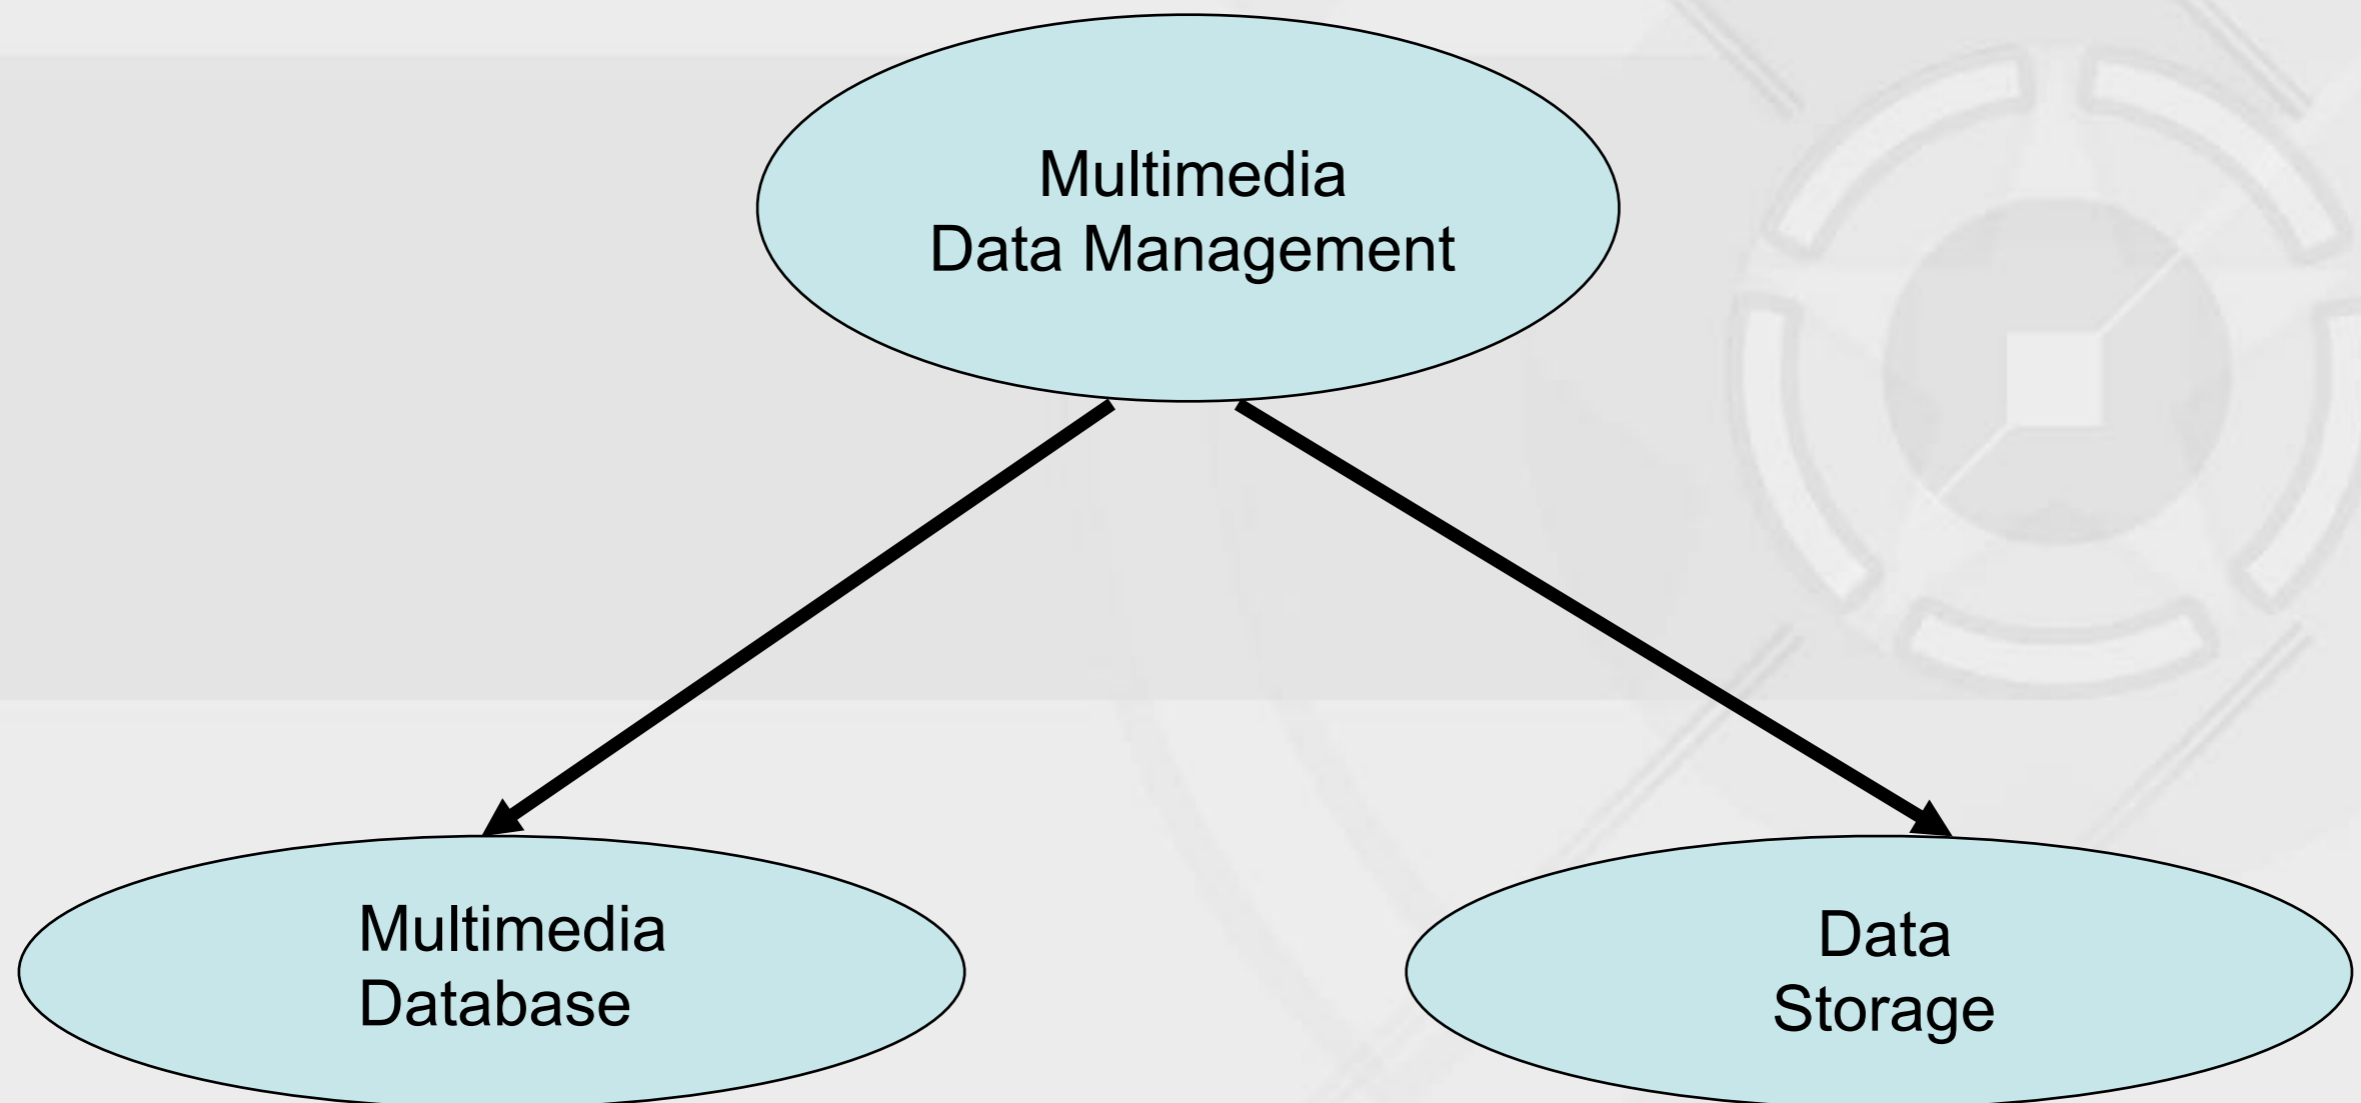 Multimedia
Data Management
Multimedia
Database
Data
Storage